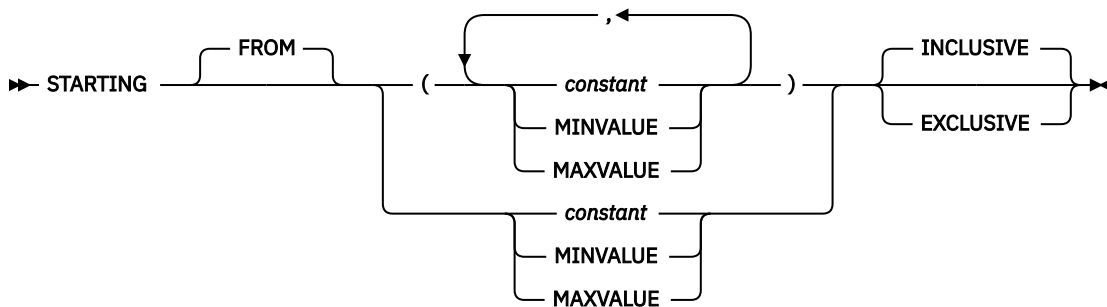 ,
FROM INCLUSIVE
STARTING ( constant )
MINVALUE EXCLUSIVE
MAXVALUE
constant
MINVALUE
MAXVALUE